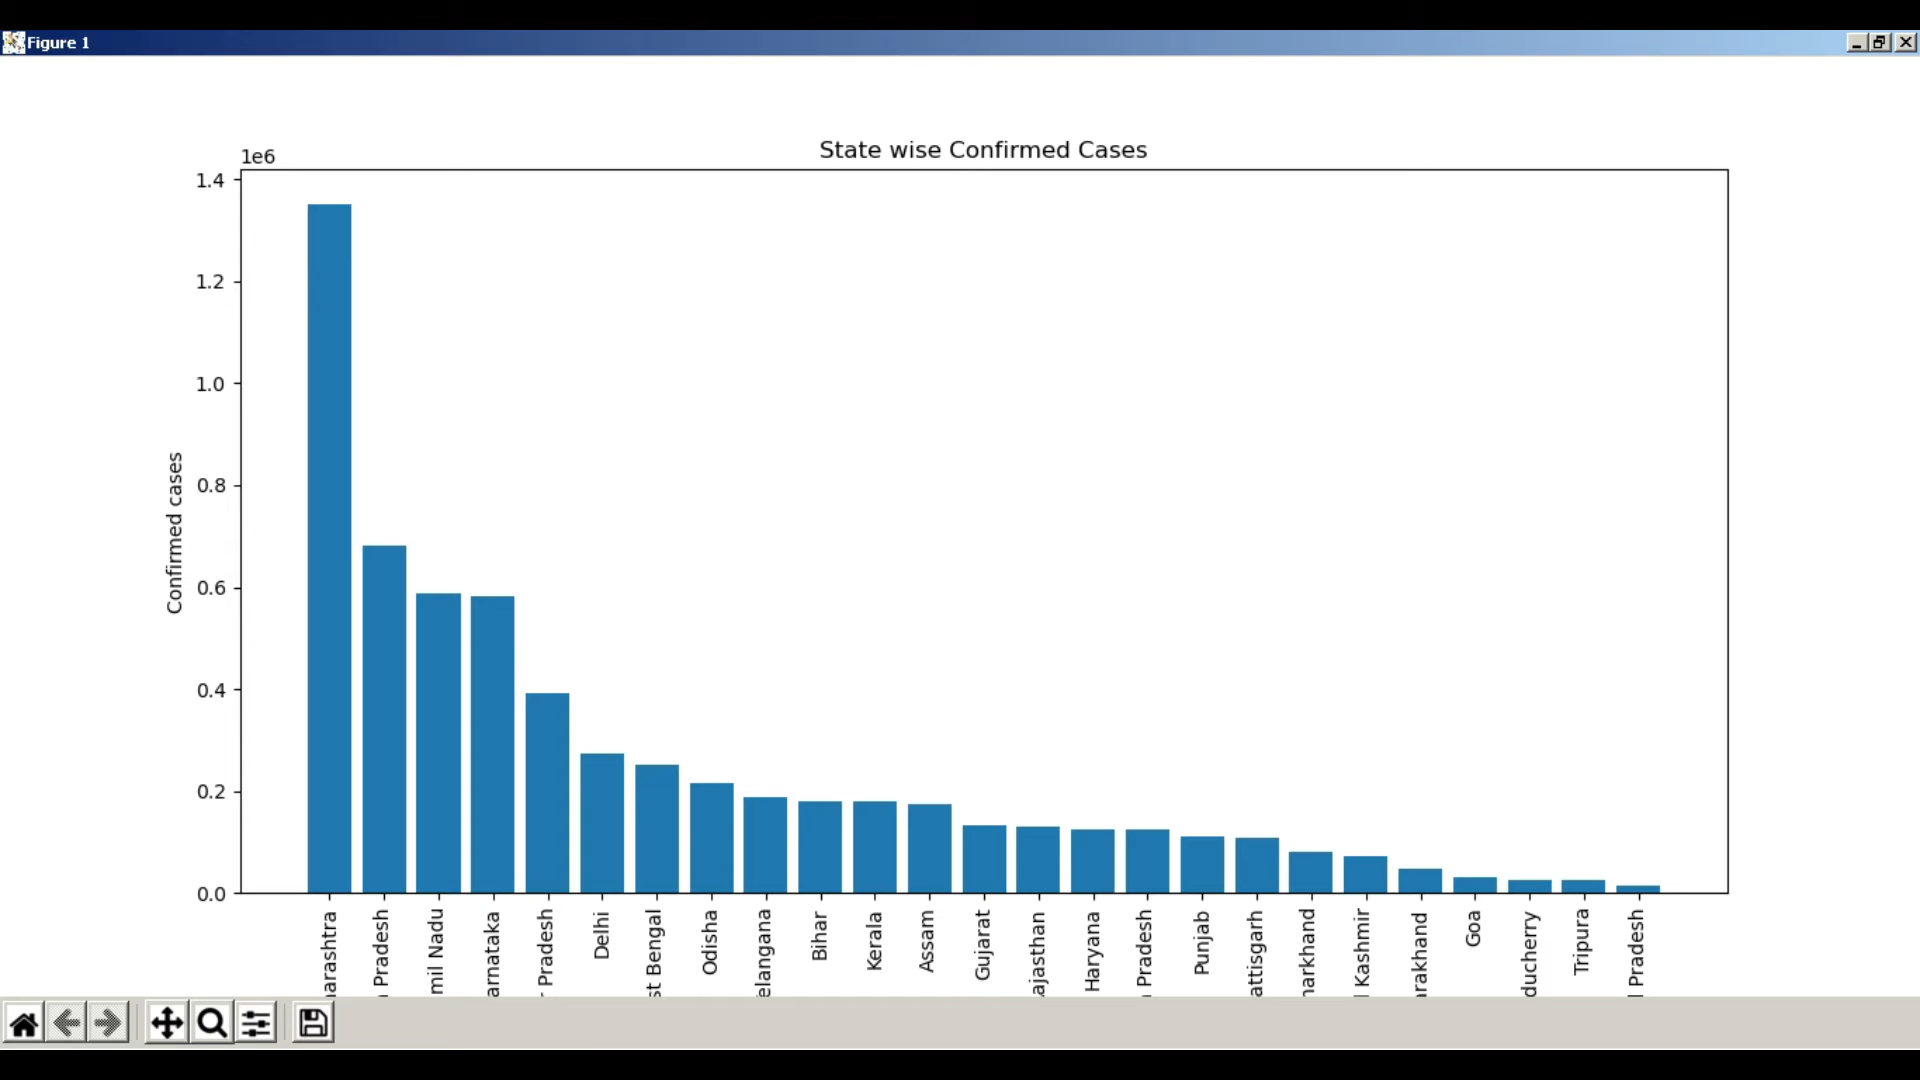 Figure 1
State wise Confirmed Cases
1e6
1.4
1.2
1.0
0.8
0.6
0.4
0.2
0.0
Confirmed cases
arashtra
Pradesh
mil Nadu
arnataka
Pradesh
Delhi
st Bengal
Odisha
elangana
Bihar
Kerala
Assam
Gujarat
ajasthan
Haryana
Pradesh
Punjab
attisgarh
harkhand
Kashmir
arakhand
Goa
ducherry
Tripura
l Pradesh